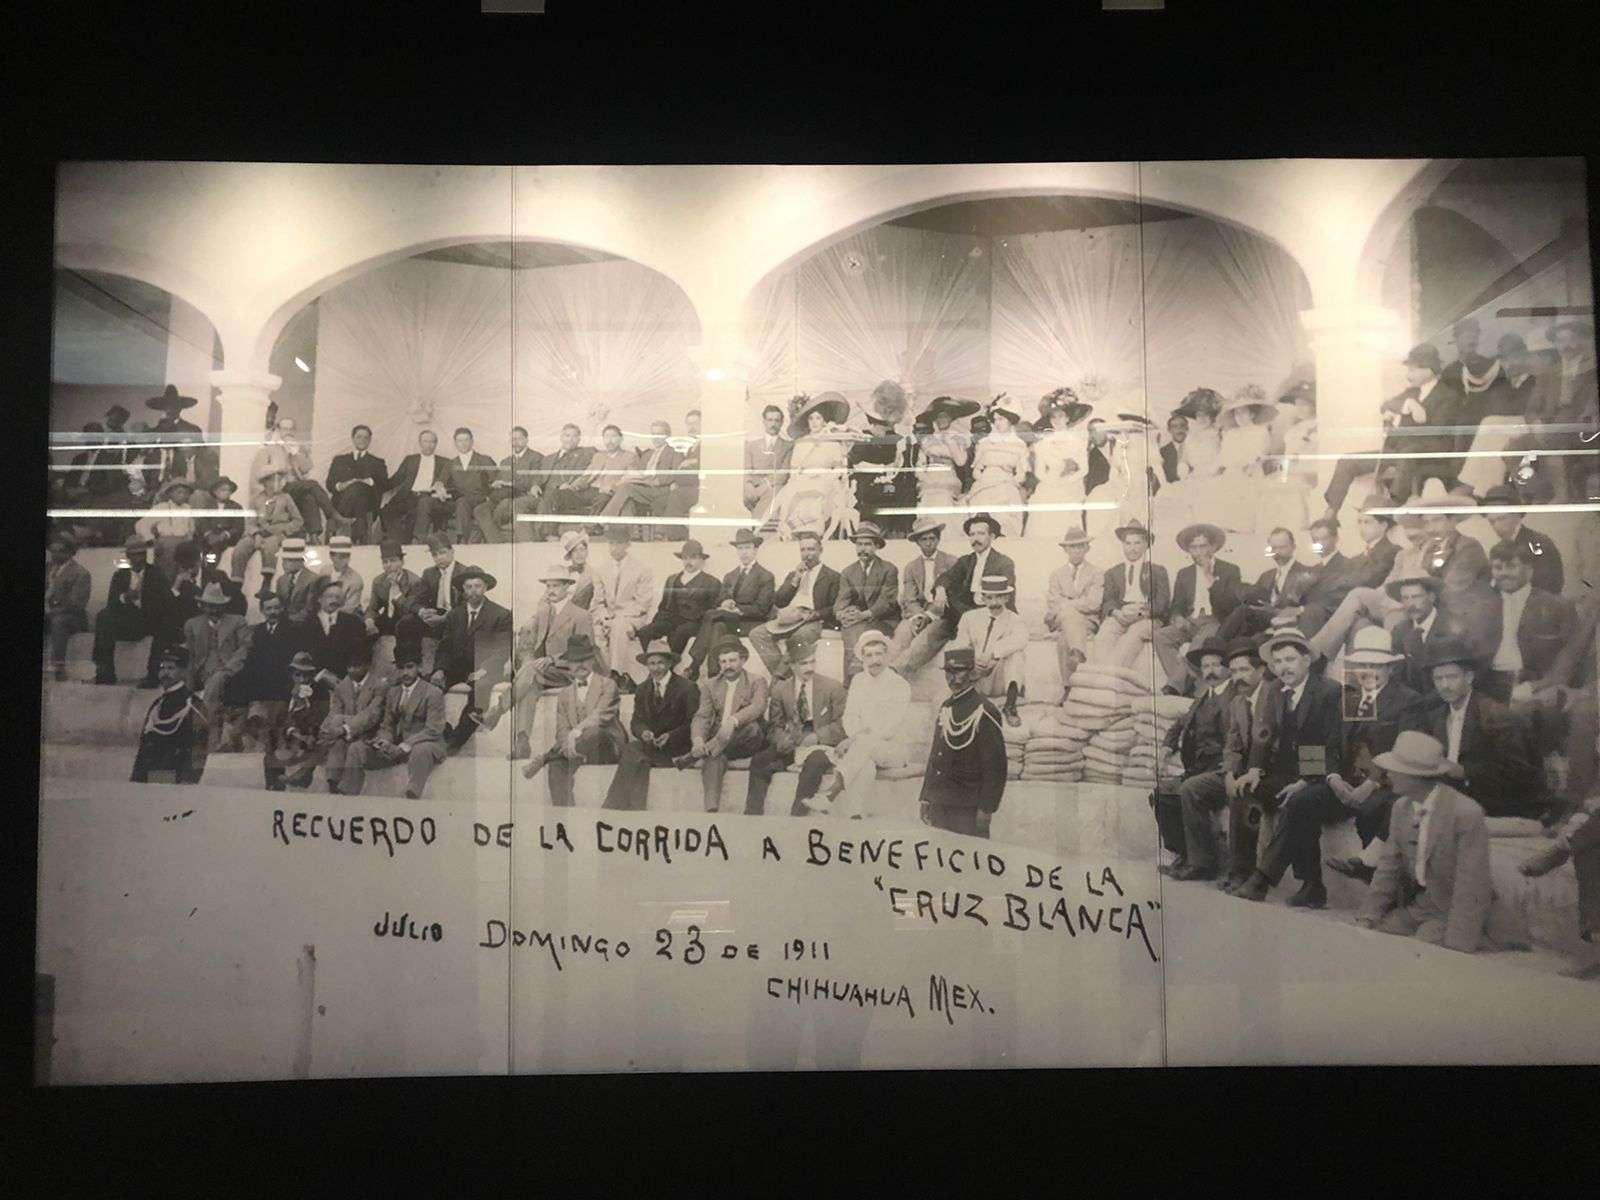 RECUERDO DE LA CORRIDA A BENEFICIO DE LA
"CRUZ BLANCA"
JULIO DOMINGO 23 DE 1911
CHIHUAHUA MEX.